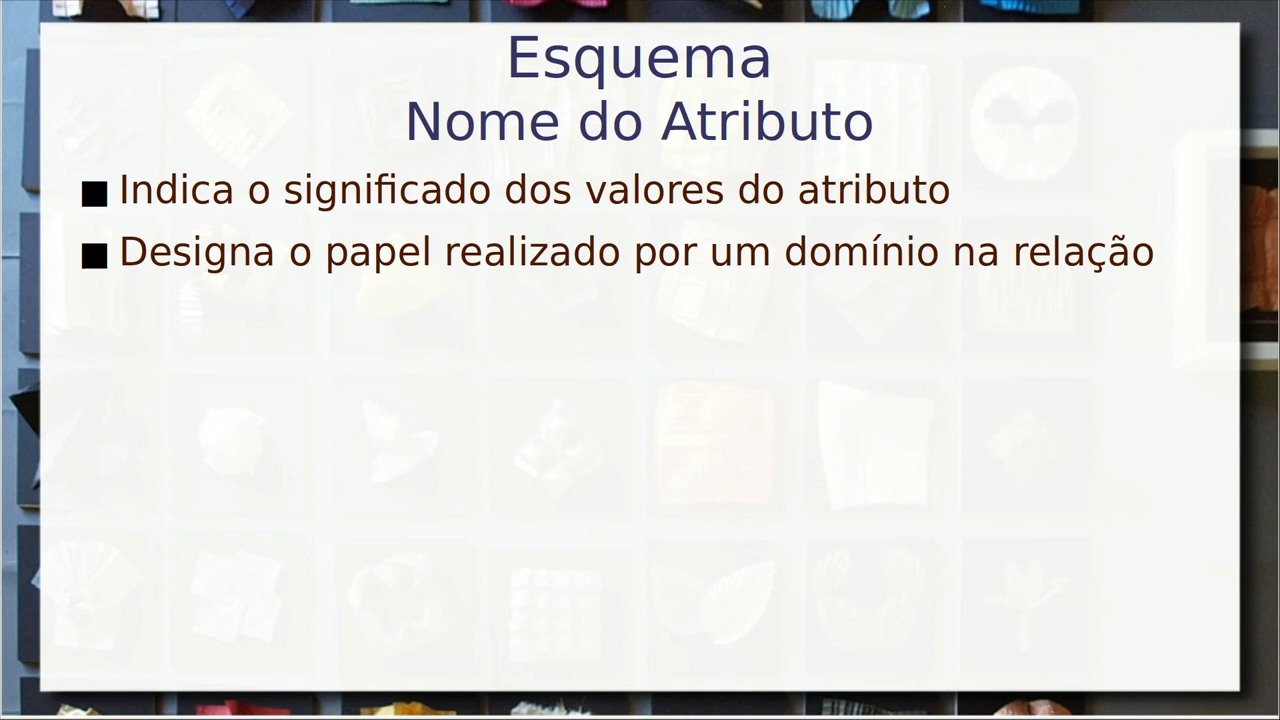 Esquema
Nome do Atributo
■ Indica o significado dos valores do atributo
■ Designa o papel realizado por um domínio na relação